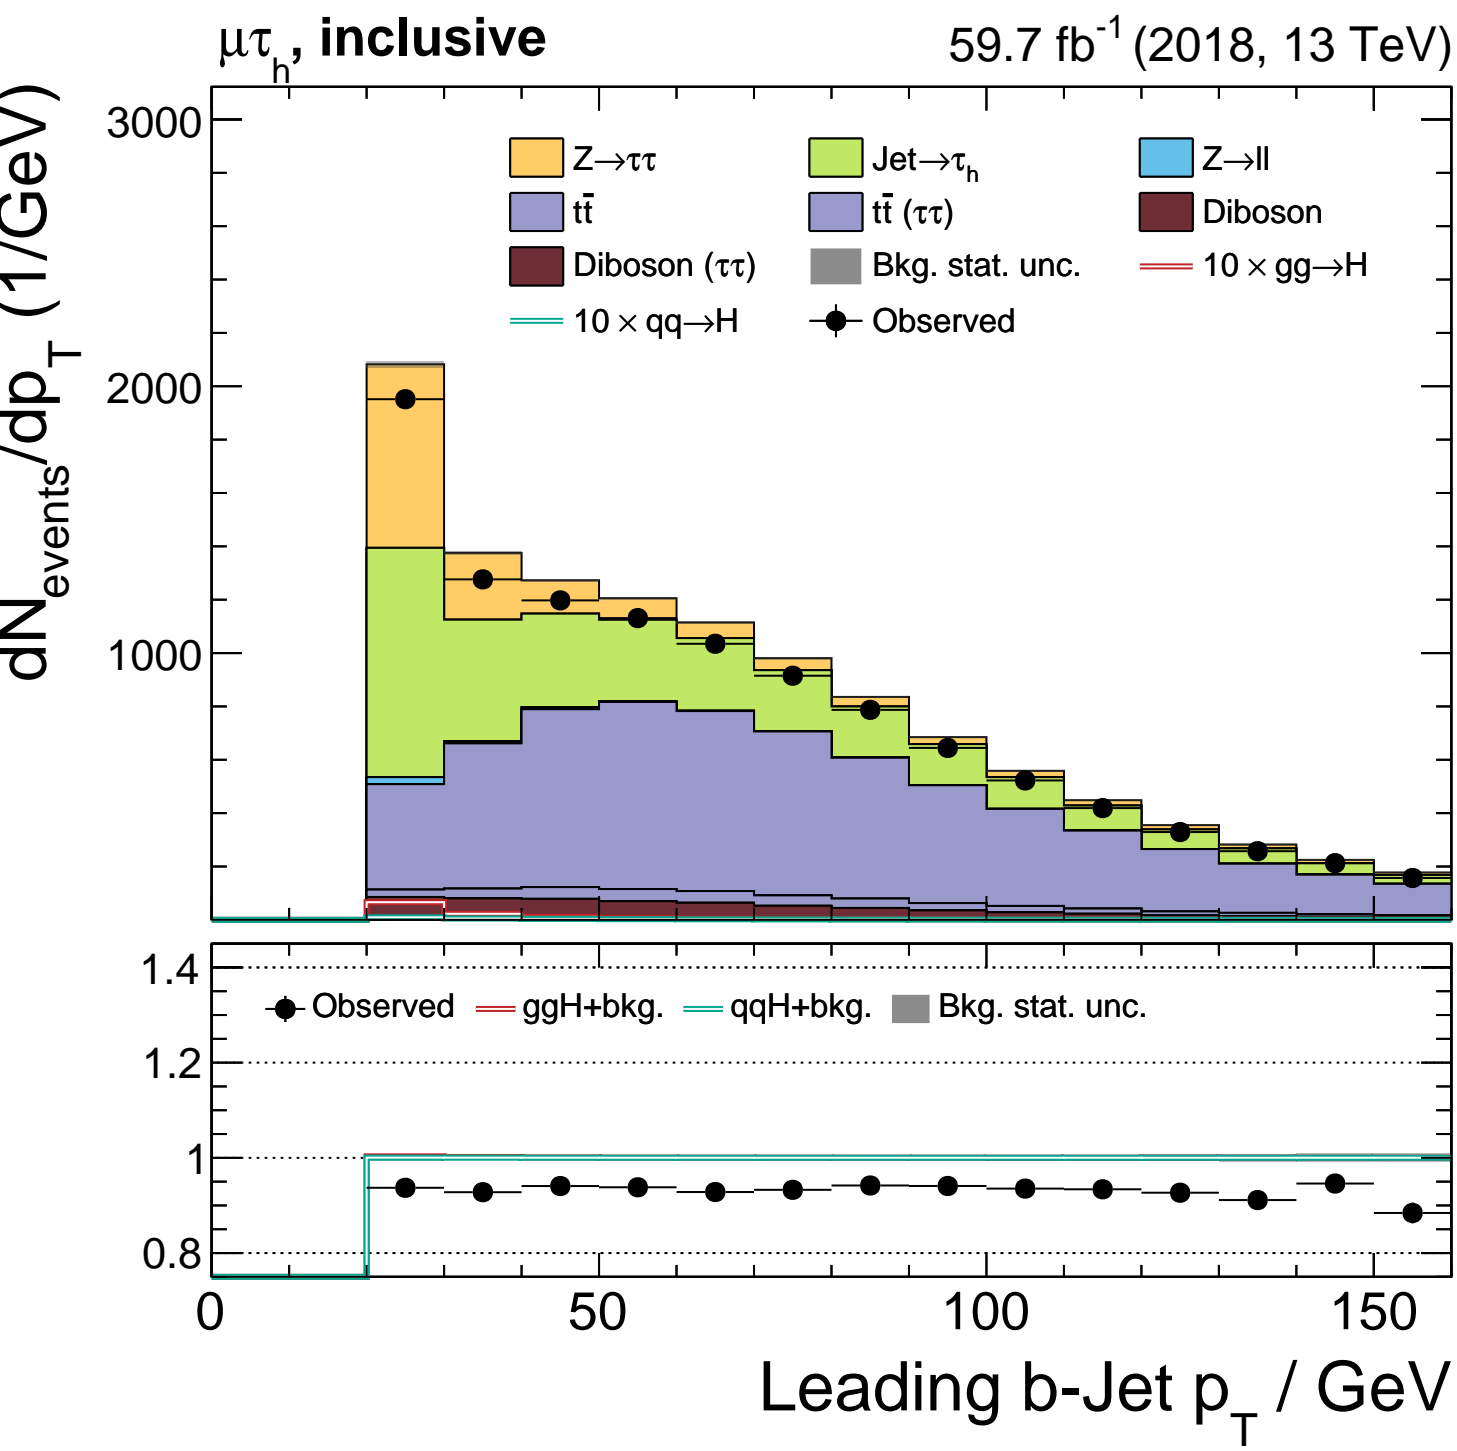 μτh, inclusive 59.7 fb-1 (2018, 13 TeV)
dNevents/dpT (1/GeV)
3000
2000
1000
Z→ττ Jet→τh Z→ll
tt̄ tt̄ (ττ) Diboson
Diboson (ττ) Bkg. stat. unc. 10 × gg→H
10 × qq→H Observed
1.4
1.2
1
0.8
Observed ggH+bkg. qqH+bkg. Bkg. stat. unc.
0 50 100 150
Leading b-Jet pT / GeV